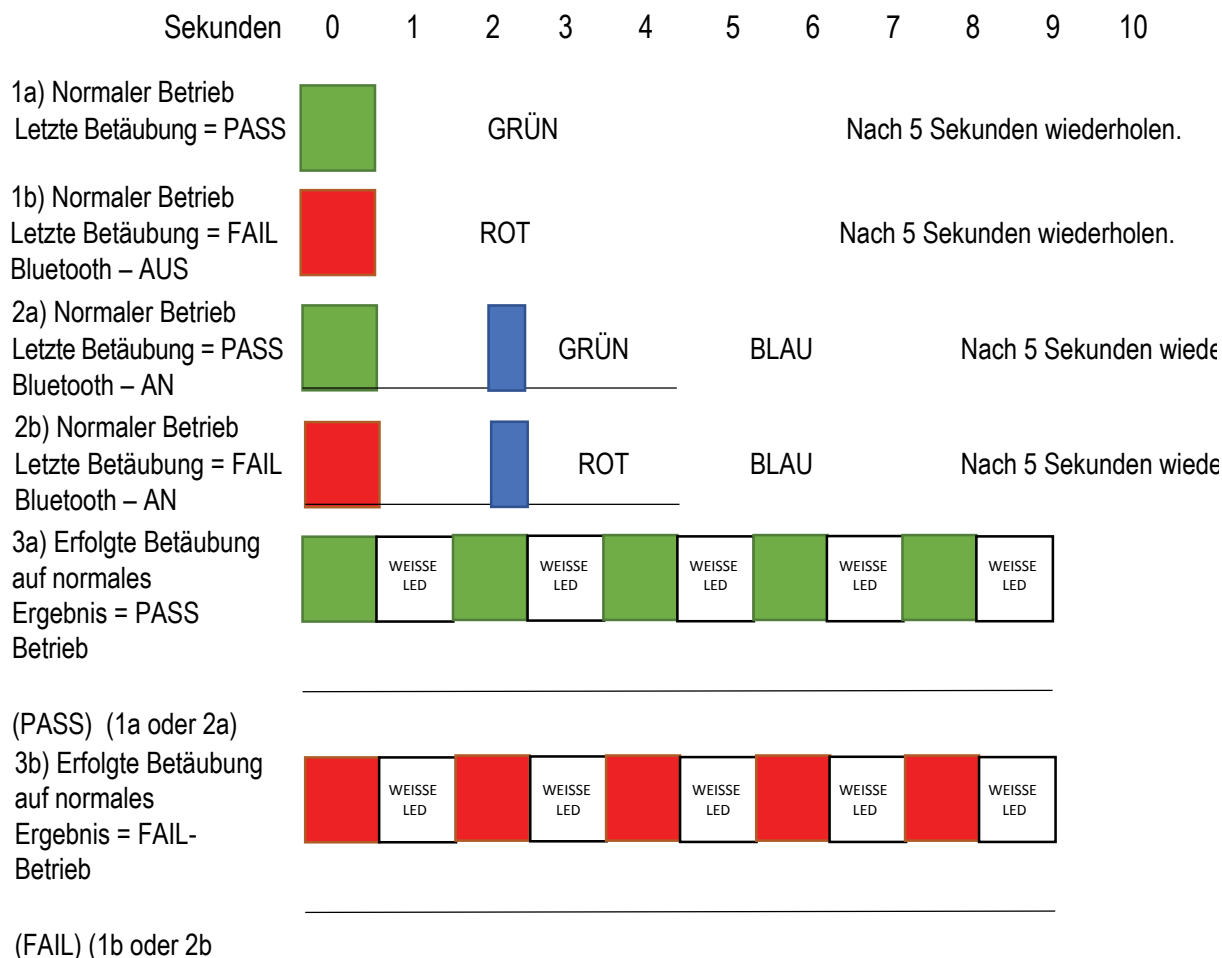 Sekunden 0 1 2 3 4 5 6 7 8 9 10
1a) Normaler Betrieb
Letzte Betäubung = PASS GRÜN Nach 5 Sekunden wiederholen.
1b) Normaler Betrieb
Letzte Betäubung = FAIL ROT Nach 5 Sekunden wiederholen.
Bluetooth – AUS
2a) Normaler Betrieb
Letzte Betäubung = PASS GRÜN BLAU Nach 5 Sekunden wiede
Bluetooth – AN
2b) Normaler Betrieb
Letzte Betäubung = FAIL ROT BLAU Nach 5 Sekunden wiede
Bluetooth – AN
3a) Erfolgte Betäubung
auf normales
Ergebnis = PASS
Betrieb
WEISSE WEISSE WEISSE WEISSE WEISSE
LED LED LED LED LED
(PASS) (1a oder 2a)
3b) Erfolgte Betäubung
auf normales
Ergebnis = FAIL-
Betrieb
WEISSE WEISSE WEISSE WEISSE WEISSE
LED LED LED LED LED
(FAIL) (1b oder 2b